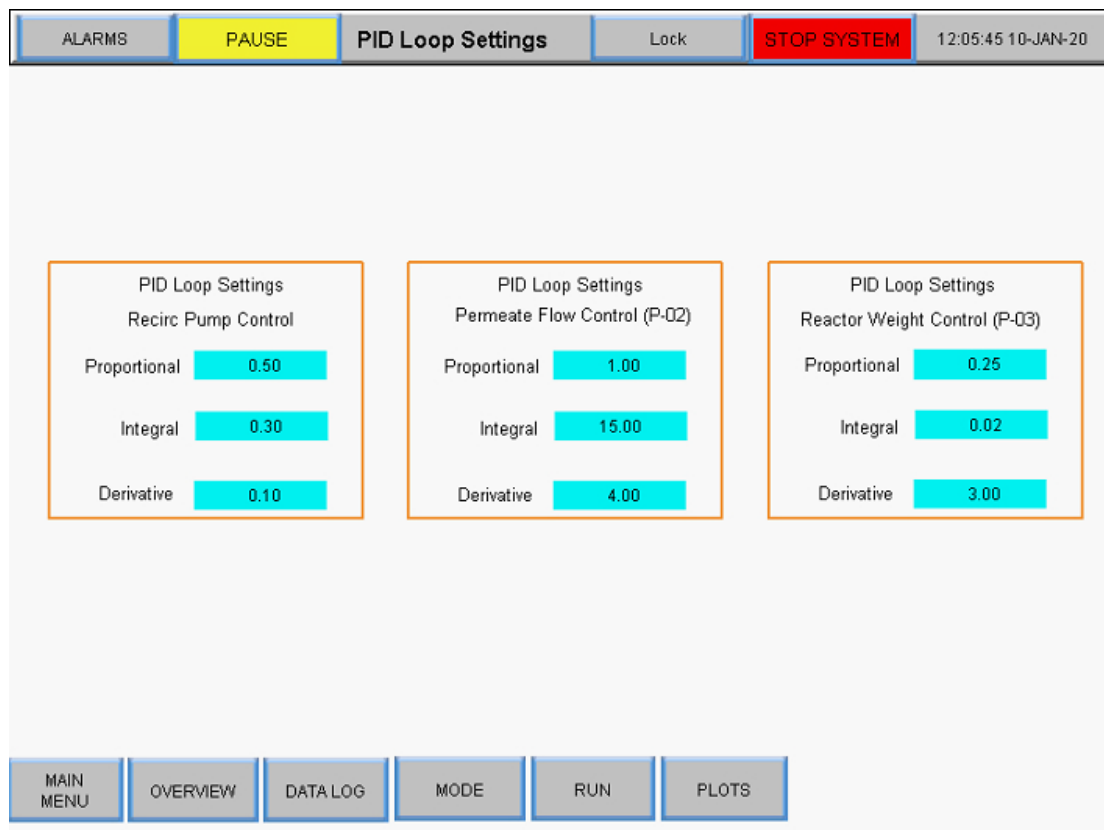 ALARMS PAUSE PID Loop Settings Lock STOP SYSTEM 12:05:45 10-JAN-20
PID Loop Settings
Recirc Pump Control
Proportional 0.50
Integral 0.30
Derivative 0.10
PID Loop Settings
Permeate Flow Control (P-02)
Proportional 1.00
Integral 15.00
Derivative 4.00
PID Loop Settings
Reactor Weight Control (P-03)
Proportional 0.25
Integral 0.02
Derivative 3.00
MAIN
MENU
OVERVIEW DATA LOG MODE RUN PLOTS